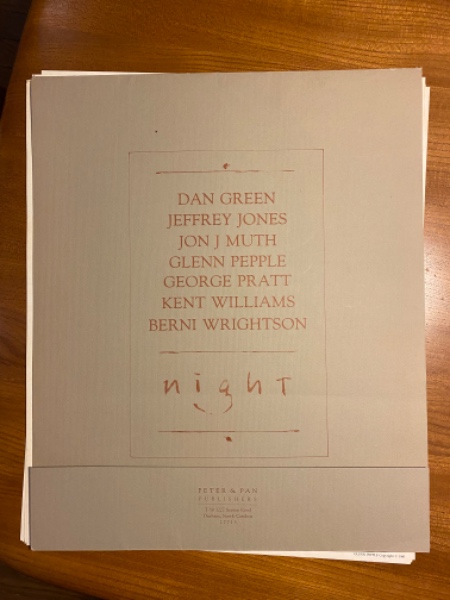 DAN GREEN
JEFFREY JONES
JON J MUTH
GLENN PEPPLE
GEORGE PRATT
KENT WILLIAMS
BERNI WRIGHTSON
night
PETER & PAN
PUBLISHERS